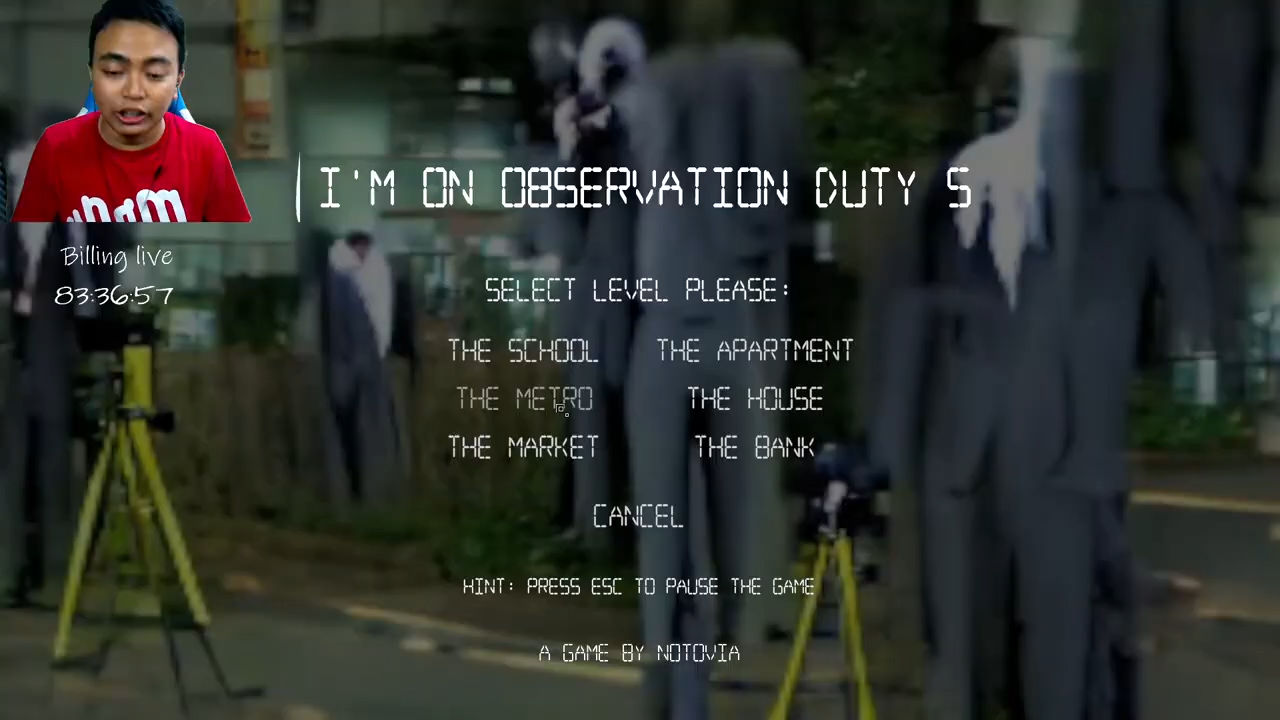 I'M ON OBSERVATION DUTY 5
Billing live
83:36:57
SELECT LEVEL PLEASE:
THE SCHOOL THE APARTMENT
THE METRO THE HOUSE
THE MARKET THE BANK
CANCEL
HINT: PRESS ESC TO PAUSE THE GAME
A GAME BY NOTOVIA